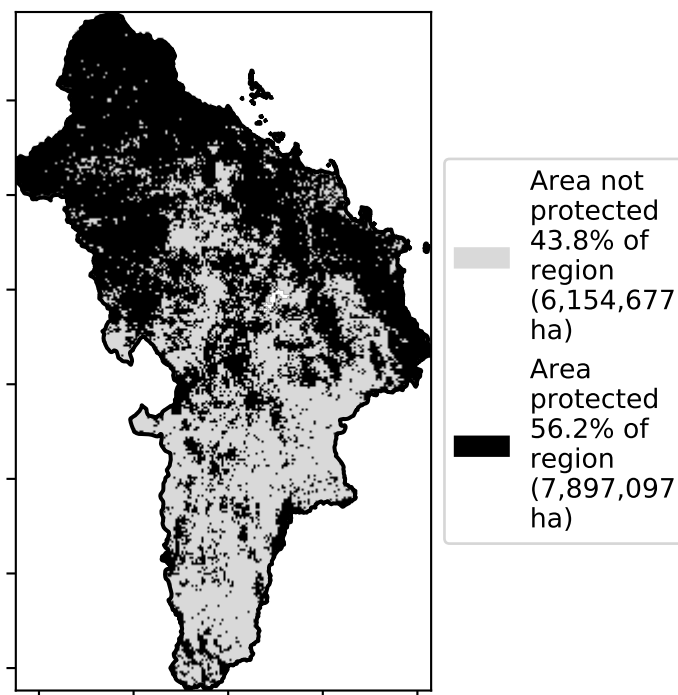 Area not
protected
43.8% of
region
(6,154,677
ha)
Area
protected
56.2% of
region
(7,897,097
ha)